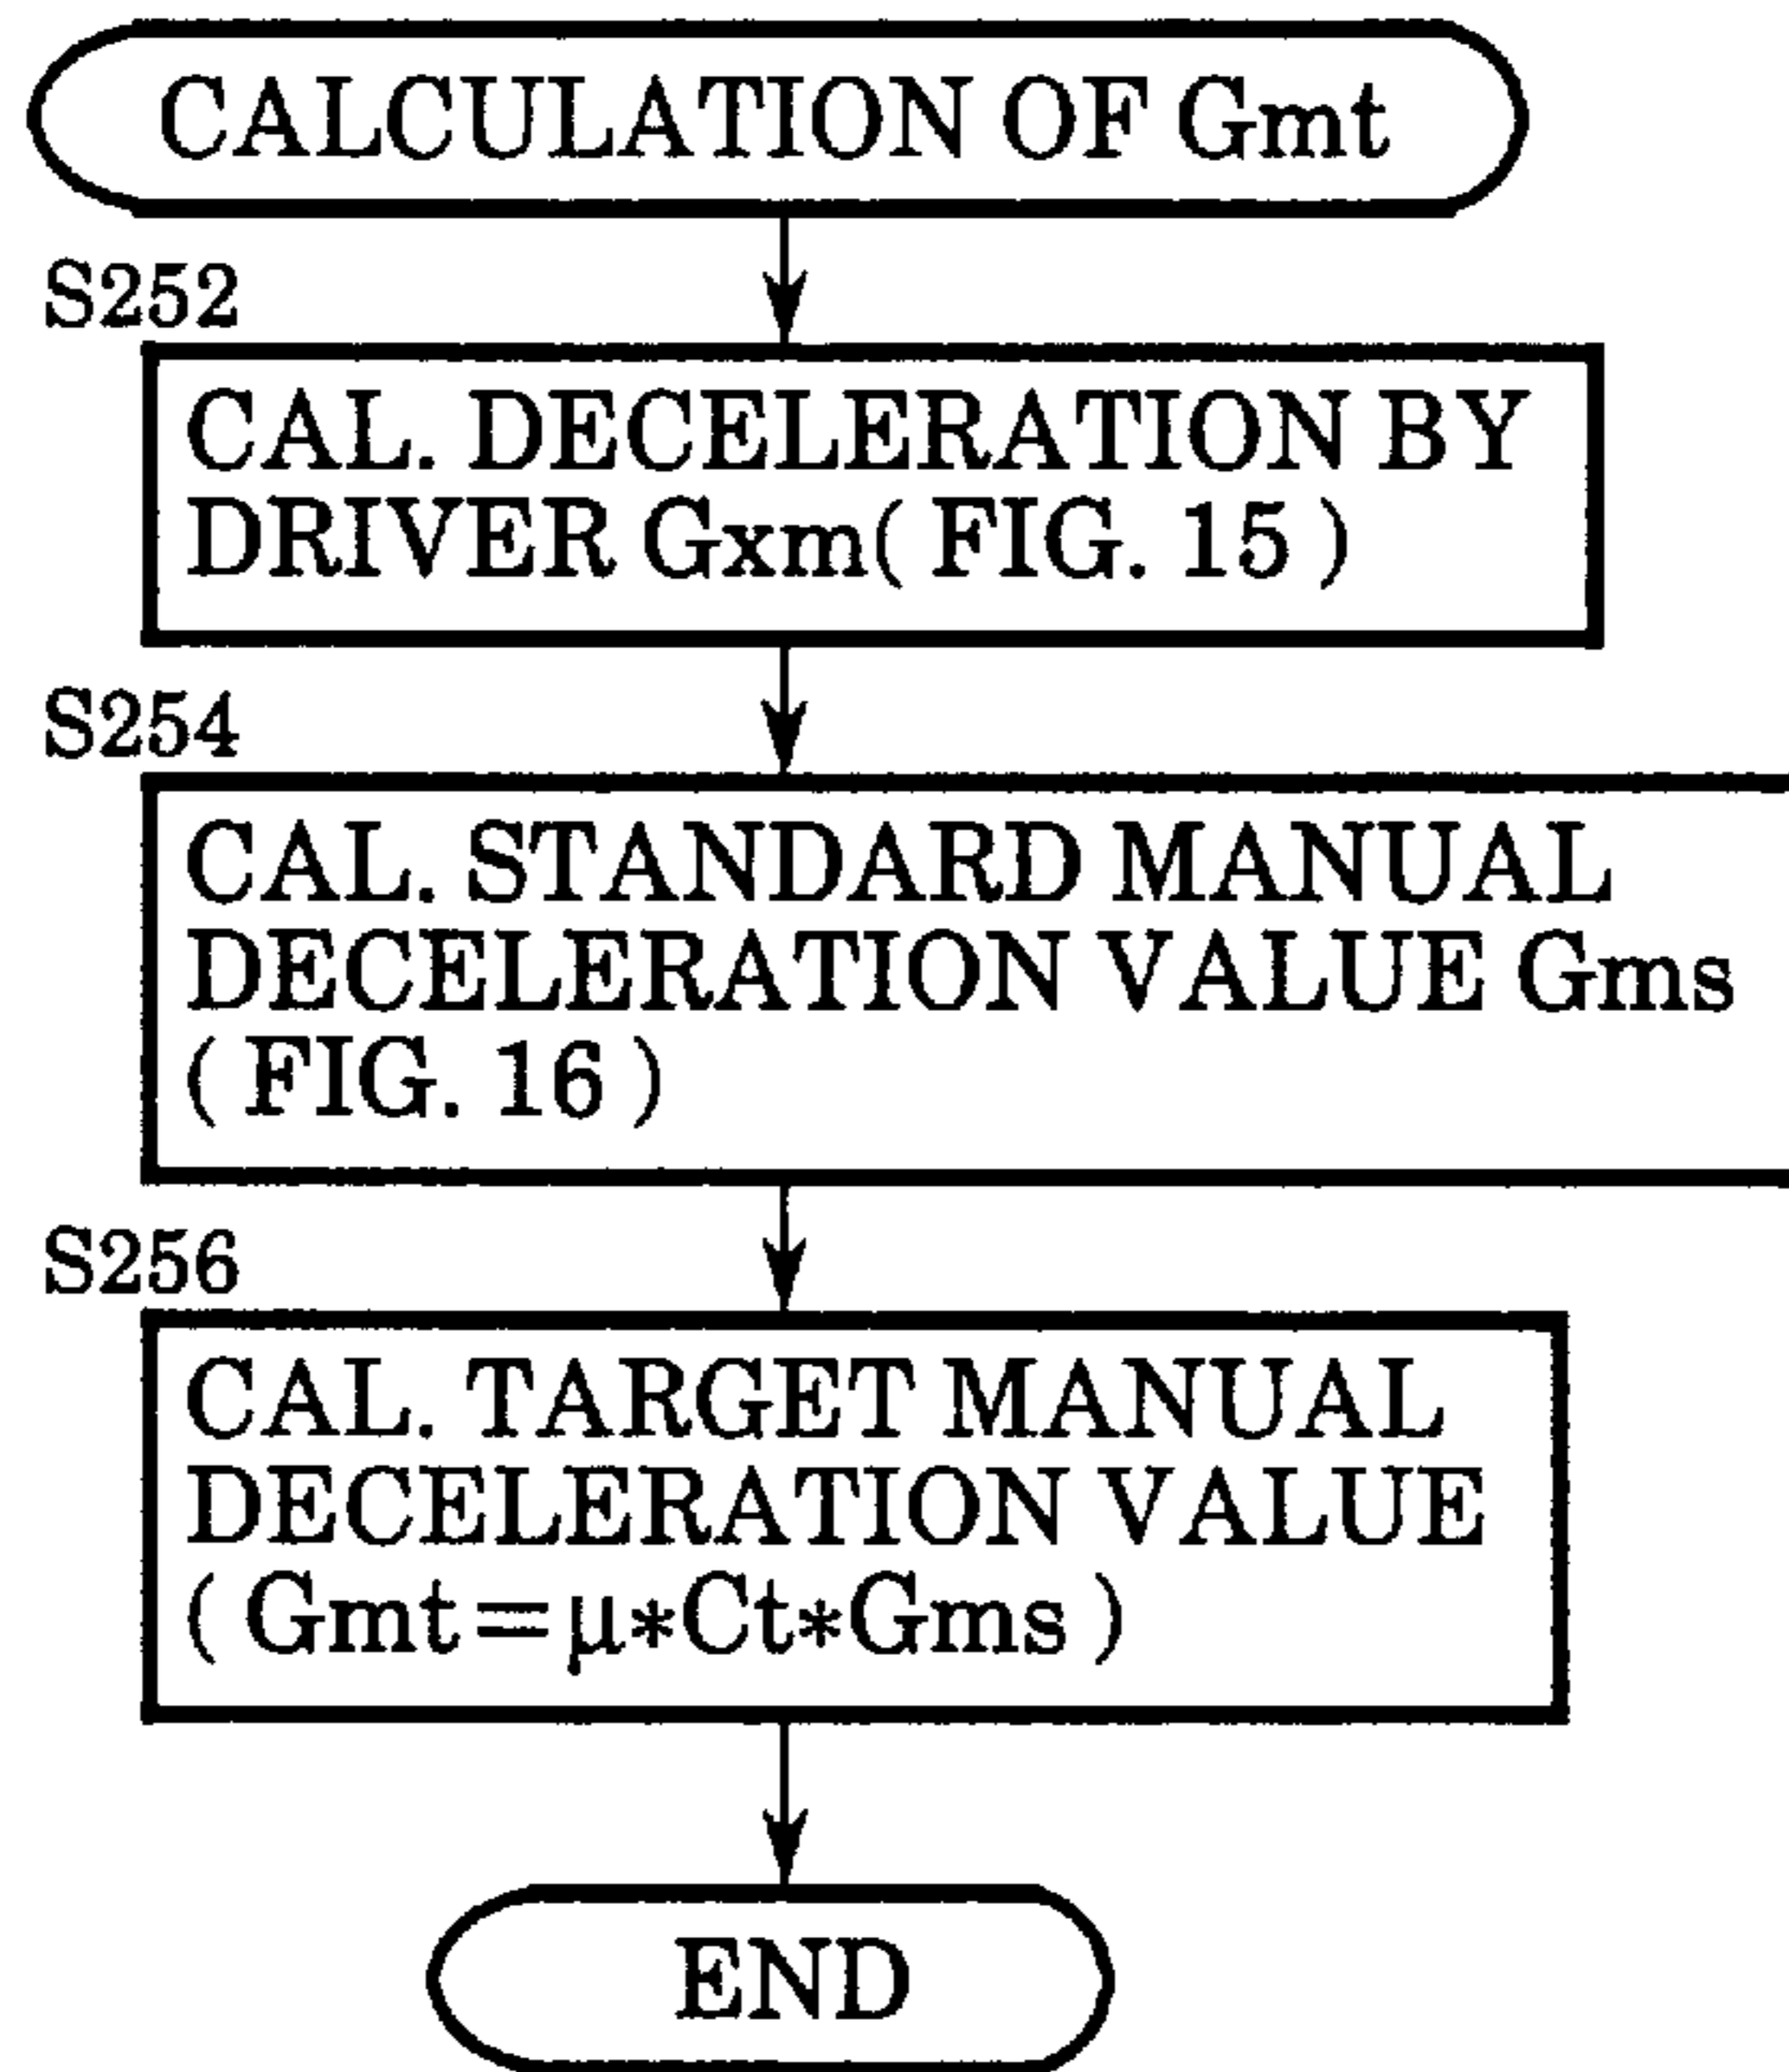 CALCULATION OF Gmt
S252
CAL. DECELERATION BY
DRIVER Gxm( FIG. 15 )
S254
CAL. STANDARD MANUAL
DECELERATION VALUE Gms
( FIG. 16 )
S256
CAL. TARGET MANUAL
DECELERATION VALUE
( Gmt=μ*Ct*Gms )
END